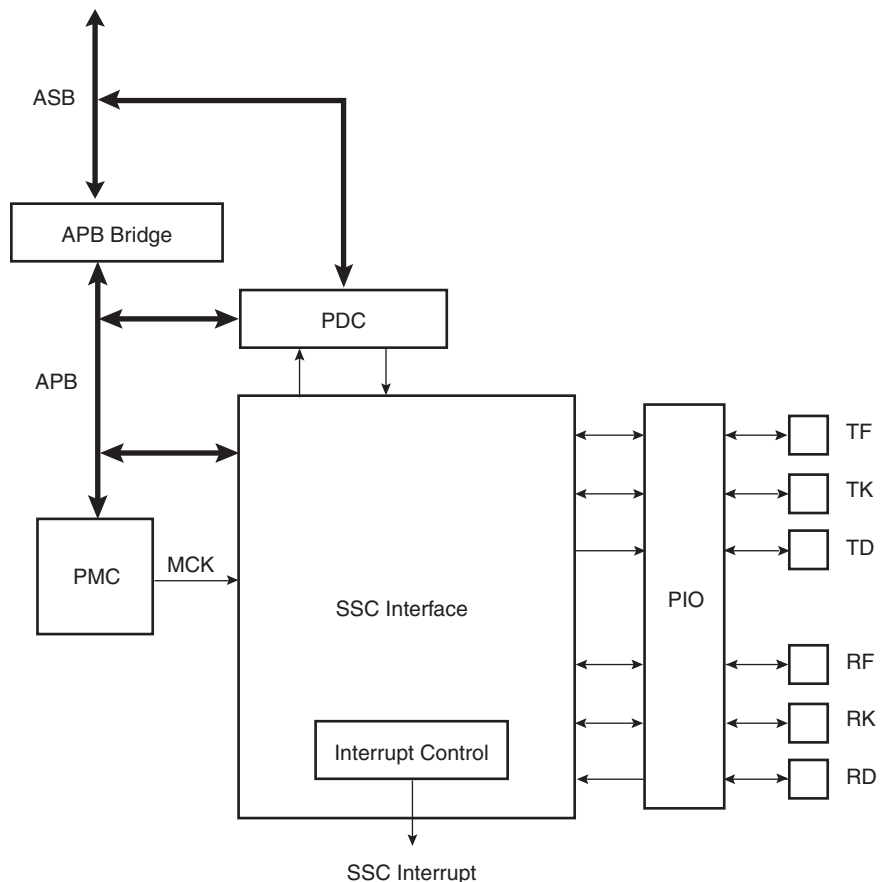 ASB
APB Bridge
PDC
APB
TF
TK
TD
PMC
MCK
SSC Interface
PIO
RF
RK
RD
Interrupt Control
SSC Interrupt